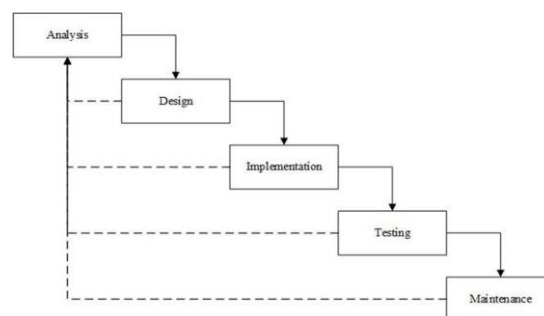 Analysis
Design
Implementation
Testing
Maintenance